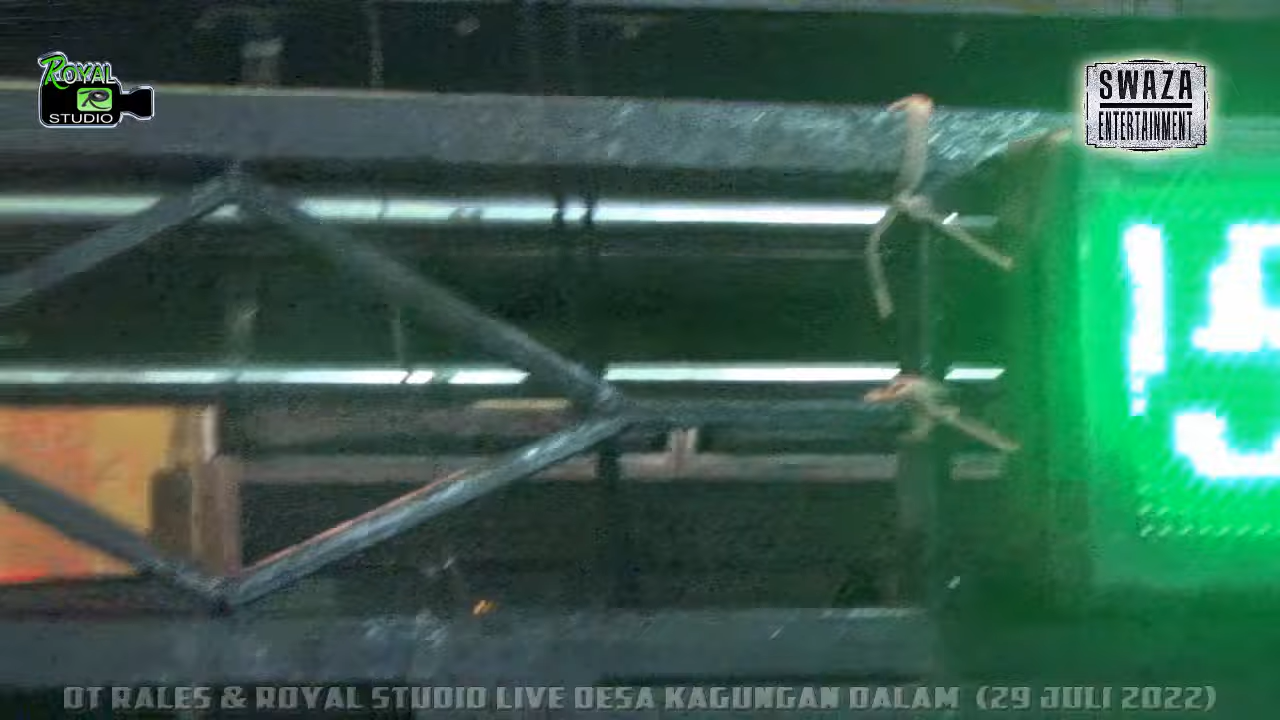 ROYAL
STUDIO
SWAZA
ENTERTAINMENT
OT RALES & ROYAL STUDIO LIVE DESA KAGUNGAN DALAM (29 JULI 2022)